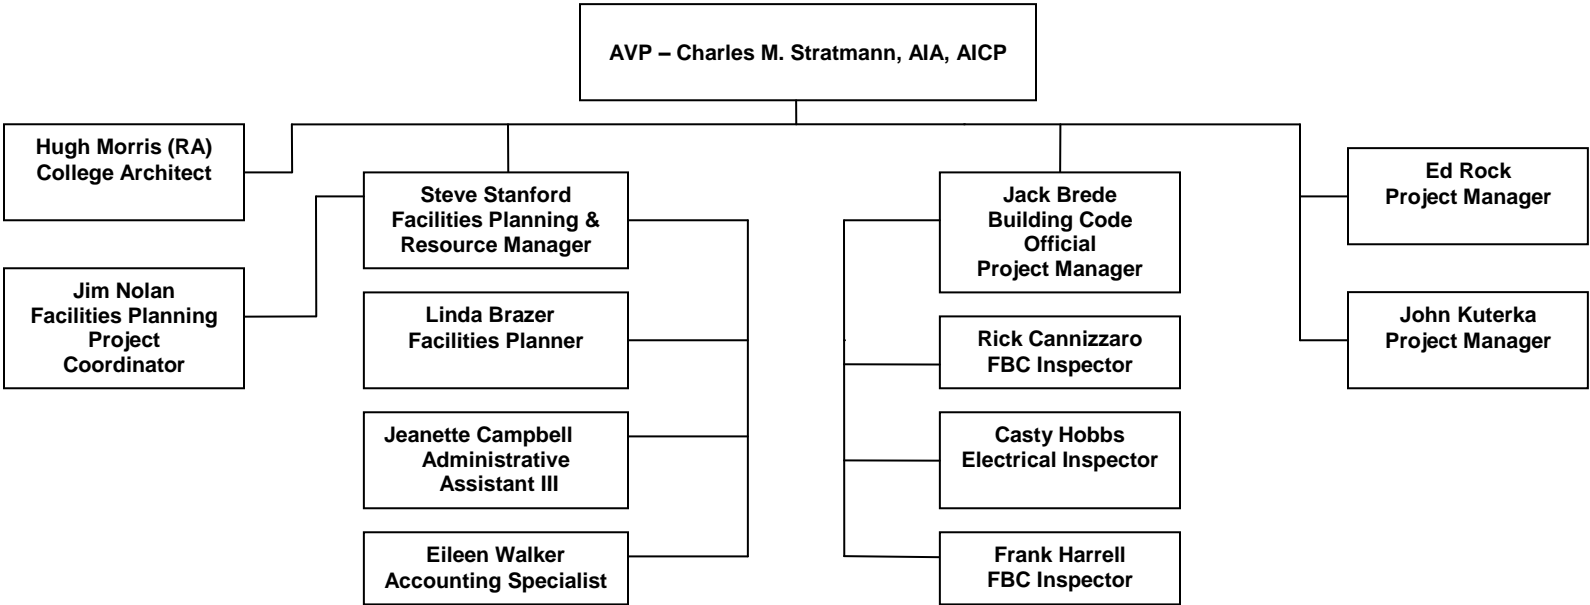 AVP – Charles M. Stratmann, AIA, AICP
Hugh Morris (RA)
College Architect
Jim Nolan
Facilities Planning
Project
Coordinator
Steve Stanford
Facilities Planning &
Resource Manager
Linda Brazer
Facilities Planner
Jeanette Campbell
Administrative
Assistant III
Eileen Walker
Accounting Specialist
Jack Brede
Building Code
Official
Project Manager
Rick Cannizzaro
FBC Inspector
Casty Hobbs
Electrical Inspector
Frank Harrell
FBC Inspector
Ed Rock
Project Manager
John Kuterka
Project Manager